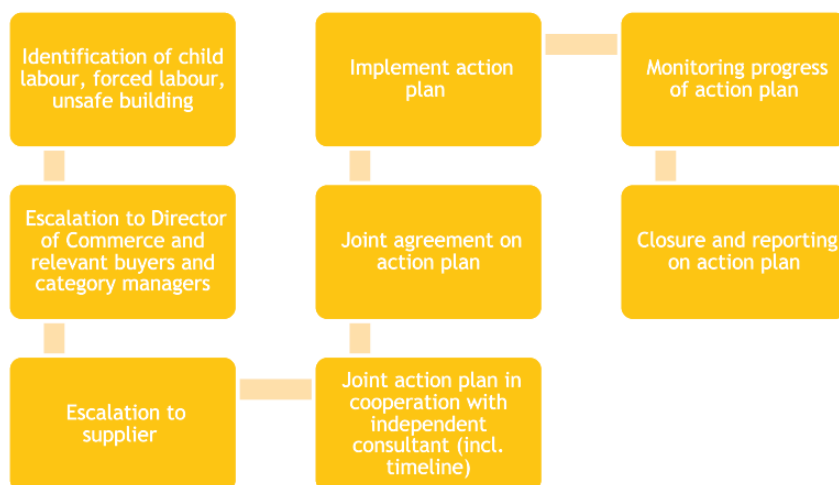 Identification of child
labour, forced labour,
unsafe building
Escalation to Director
of Commerce and
relevant buyers and
category managers
Escalation to
supplier
Joint action plan in
cooperation with
independent
consultant (incl.
timeline)
Joint agreement on
action plan
Implement action
plan
Monitoring progress
of action plan
Closure and reporting
on action plan